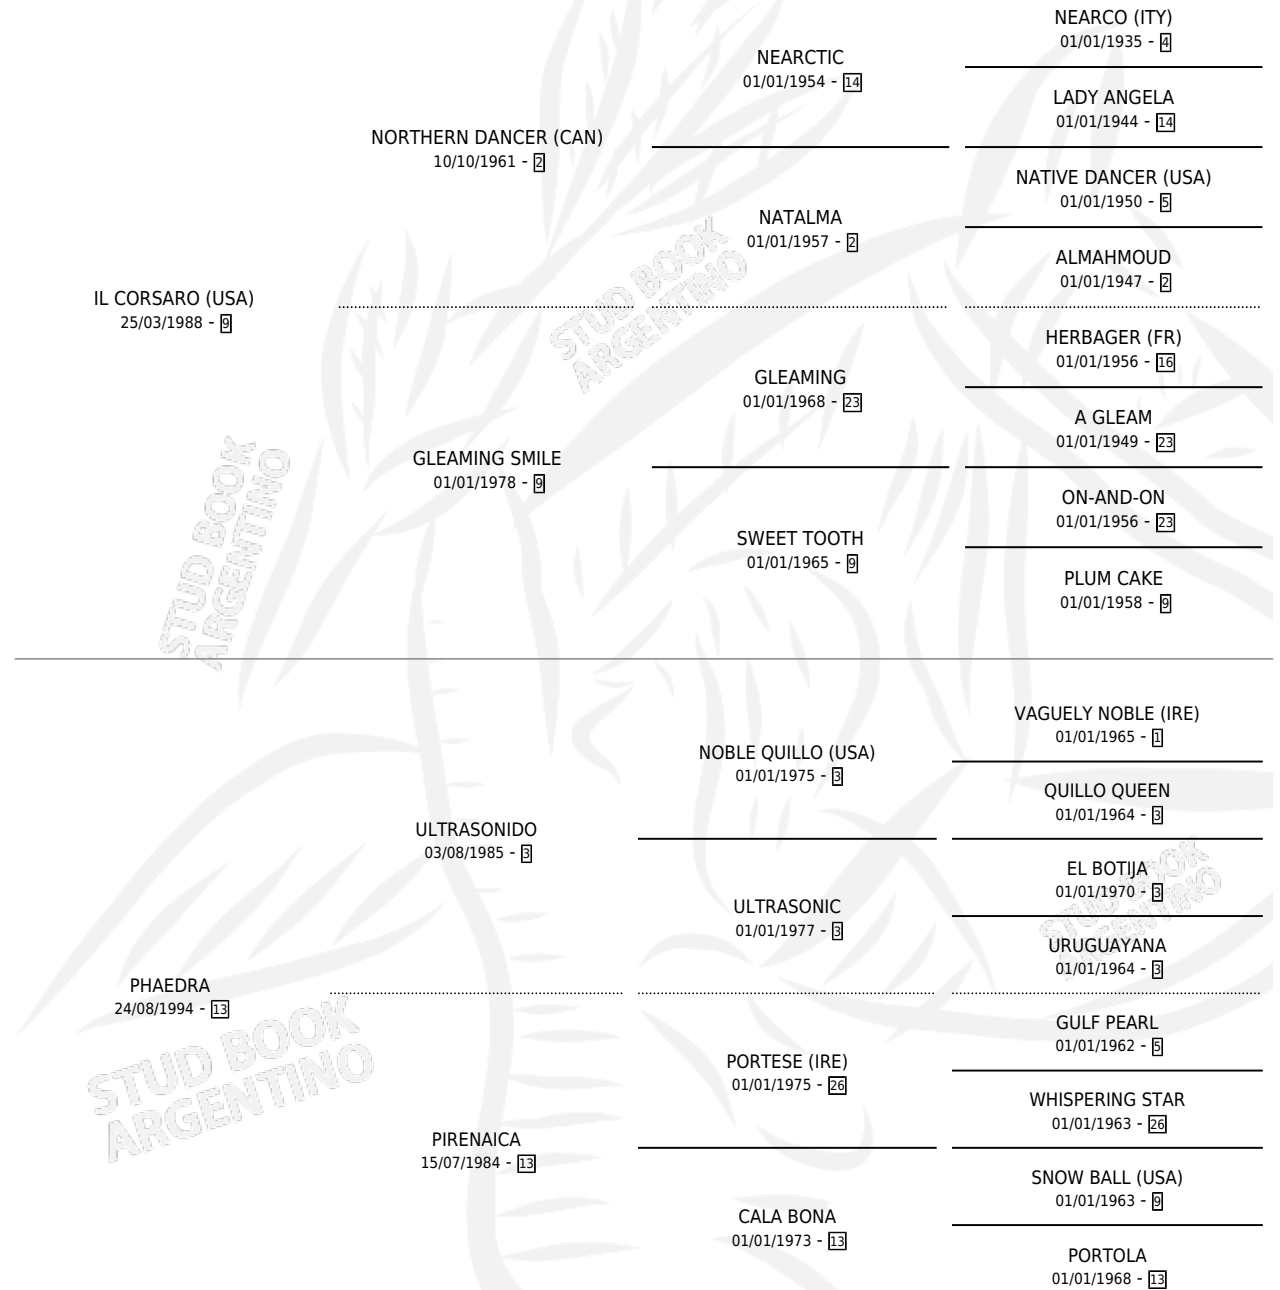 NEARCO (ITY)
01/01/1935 - 4
NEARCTIC
01/01/1954 - 14
LADY ANGELA
01/01/1944 - 14
NORTHERN DANCER (CAN)
10/10/1961 - 2
NATIVE DANCER (USA)
01/01/1950 - 5
NATALMA
01/01/1957 - 2
ALMAHMOUD
01/01/1947 - 2
IL CORSARO (USA)
25/03/1988 - 9
HERBAGER (FR)
01/01/1956 - 16
GLEAMING
01/01/1968 - 23
A GLEAM
01/01/1949 - 23
GLEAMING SMILE
01/01/1978 - 9
ON-AND-ON
01/01/1956 - 23
SWEET TOOTH
01/01/1965 - 9
PLUM CAKE
01/01/1958 - 9
VAGUELY NOBLE (IRE)
01/01/1965 - 1
NOBLE QUILLO (USA)
01/01/1975 - 3
QUILLO QUEEN
01/01/1964 - 3
ULTRASONIDO
03/08/1985 - 3
EL BOTIJA
01/01/1970 - 3
ULTRASONIC
01/01/1977 - 3
URUGUAYANA
01/01/1964 - 3
PHAEDRA
24/08/1994 - 13
GULF PEARL
01/01/1962 - 5
PORTESE (IRE)
01/01/1975 - 26
WHISPERING STAR
01/01/1963 - 26
PIRENAICA
15/07/1984 - 13
SNOW BALL (USA)
01/01/1963 - 9
CALA BONA
01/01/1973 - 13
PORTOLA
01/01/1968 - 13
STUD BOOK
ARGENTINO
STUD BOOK
ARGENTINO
STUD BOOK
ARGENTINO
STUD BOOK
ARGENTINO